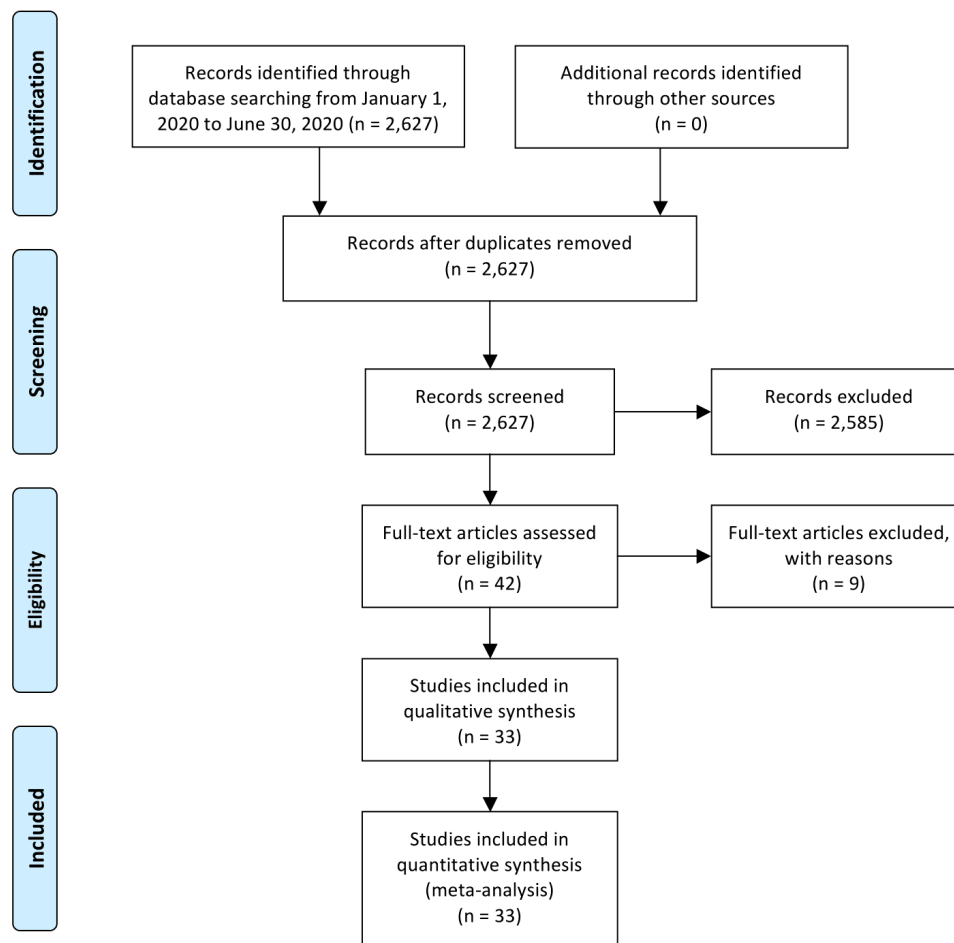 Identification
Records identified through
database searching from January 1,
2020 to June 30, 2020 (n = 2,627)
Additional records identified
through other sources
(n = 0)
Screening
Records after duplicates removed
(n = 2,627)
Records screened
(n = 2,627)
Records excluded
(n = 2,585)
Eligibility
Full-text articles assessed
for eligibility
(n = 42)
Full-text articles excluded,
with reasons
(n = 9)
Studies included in
qualitative synthesis
(n = 33)
Included
Studies included in
quantitative synthesis
(meta-analysis)
(n = 33)